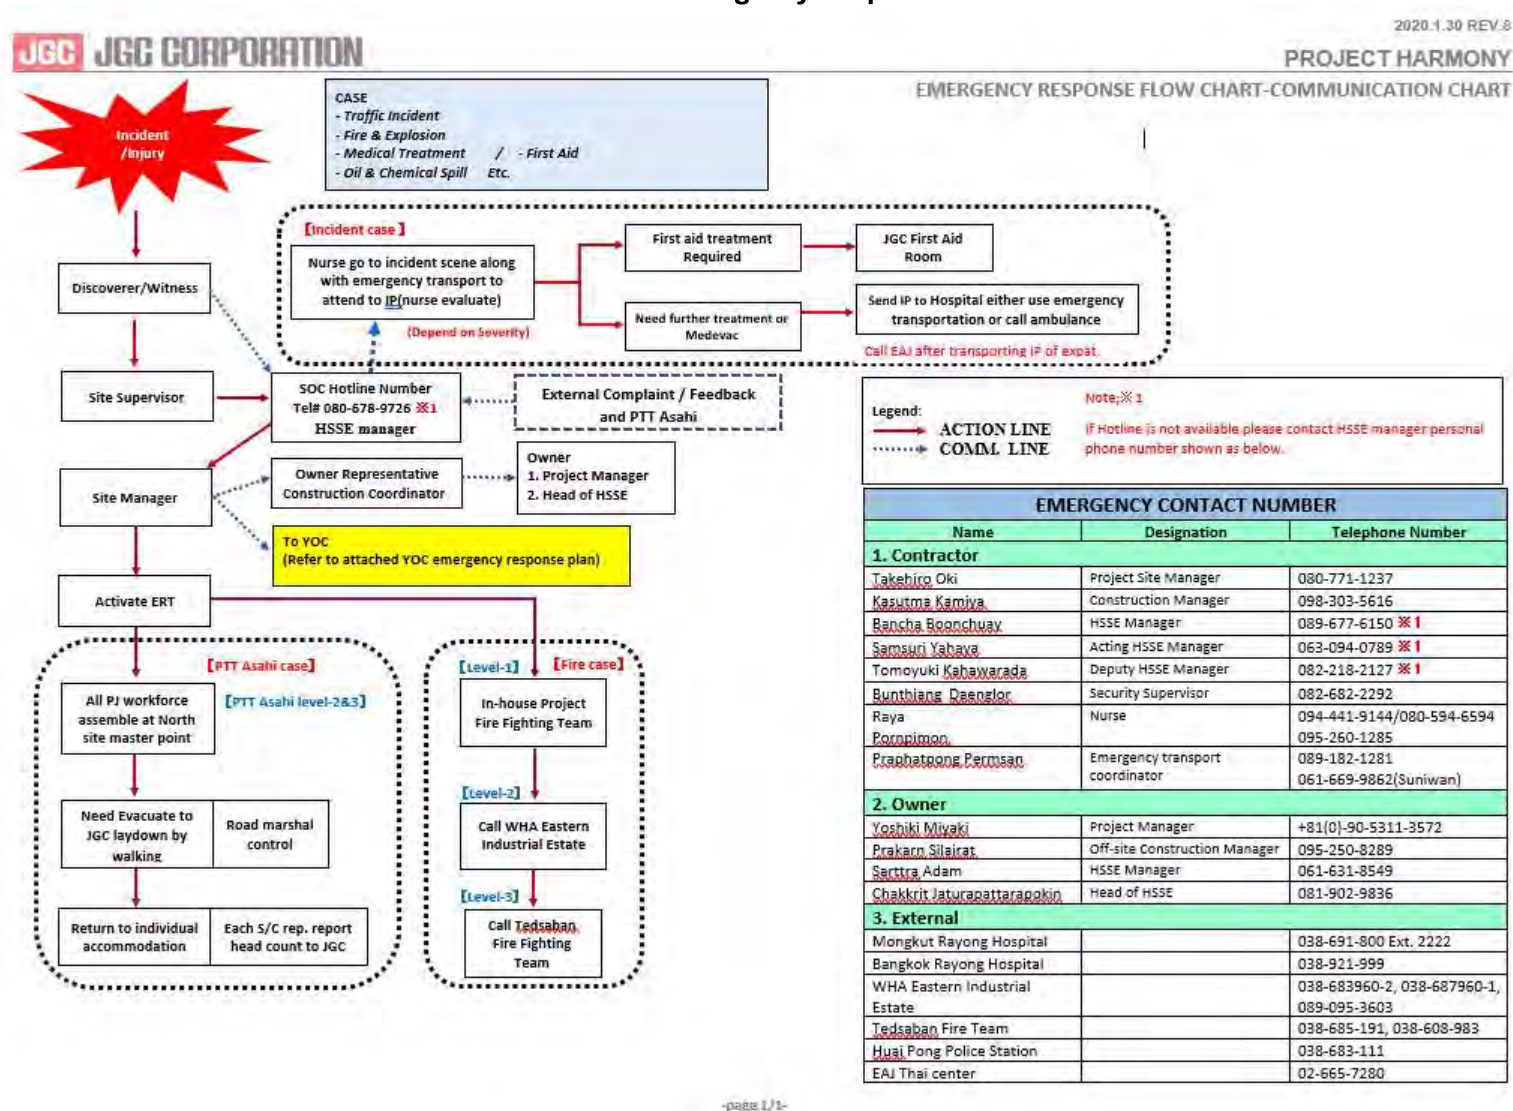 2020.1.30 REV.8
JGC JGC CORPORATION
PROJECT HARMONY
EMERGENCY RESPONSE FLOW CHART-COMMUNICATION CHART
Incident
/Injury
CASE
- Traffic Incident
- Fire & Explosion
- Medical Treatment / - First Aid
- Oil & Chemical Spill Etc.
Discoverer/Witness
Site Supervisor
【Incident case】
Nurse go to incident scene along
with emergency transport to
attend to IP(nurse evaluate)
(Depend on Severity)
First aid treatment
Required
JGC First Aid
Room
Need further treatment or
Medevac
Send IP to Hospital either use emergency
transportation or call ambulance
Call EAJ after transporting IP of expat.
SOC Hotline Number
Tel# 080-678-9726 ※1
HSSE manager
External Complaint / Feedback
and PTT Asahi
Site Manager
Owner Representative
Construction Coordinator
Owner
1. Project Manager
2. Head of HSSE
To YOC
(Refer to attached YOC emergency response plan)
Activate ERT
【PTT Asahi case】
【PTT Asahi level-2&3】
All PJ workforce
assemble at North
site master point
Need Evacuate to
JGC laydown by
walking
Road marshal
control
Return to individual
accommodation
Each S/C rep. report
head count to JGC
【Level-1】 【Fire case】
In-house Project
Fire Fighting Team
【Level-2】
Call WHA Eastern
Industrial Estate
【Level-3】
Call Tedsaban
Fire Fighting
Team
Legend:
ACTION LINE
COMM. LINE
Note;※ 1
If Hotline is not available please contact HSSE manager personal
phone number shown as below.
EMERGENCY CONTACT NUMBER
Name Designation Telephone Number
1. Contractor
Takehiro Oki Project Site Manager 080-771-1237
Kasutma Kamiya Construction Manager 098-303-5616
Bancha Boonchuay HSSE Manager 089-677-6150 ※1
Samsuri Yahaya Acting HSSE Manager 063-094-0789 ※1
Tomoyuki Kahawarada Deputy HSSE Manager 082-218-2127 ※1
Bunthiang Daenglor Security Supervisor 082-682-2292
Raya Nurse 094-441-9144/080-594-6594
Pornpimon 095-260-1285
Praphatpong Permsan Emergency transport 089-182-1281
coordinator 061-669-9862(Suniwan)
2. Owner
Yoshiki Miyaki Project Manager +81(0)-90-5311-3572
Prakarn Silairat Off-site Construction Manager 095-250-8289
Sarttra Adam HSSE Manager 061-631-8549
Chakkrit Jaturapattarapokin Head of HSSE 081-902-9836
3. External
Mongkut Rayong Hospital 038-691-800 Ext. 2222
Bangkok Rayong Hospital 038-921-999
WHA Eastern Industrial 038-683960-2, 038-687960-1,
Estate 089-095-3603
Tedsaban Fire Team 038-685-191, 038-608-983
Huai Pong Police Station 038-683-111
EAJ Thai center 02-665-7280
-page 1/1-